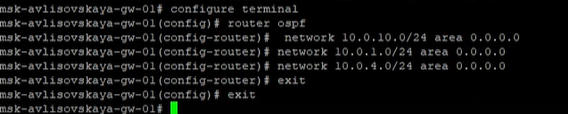 msk-avlisovskaya-gw-01# configure terminal
msk-avlisovskaya-gw-01(config)# router ospf
msk-avlisovskaya-gw-01(config-router)#  network 10.0.10.0/24 area 0.0.0.0
msk-avlisovskaya-gw-01(config-router)# network 10.0.1.0/24 area 0.0.0.0
msk-avlisovskaya-gw-01(config-router)# network 10.0.4.0/24 area 0.0.0.0
msk-avlisovskaya-gw-01(config-router)# exit
msk-avlisovskaya-gw-01(config)# exit
msk-avlisovskaya-gw-01#